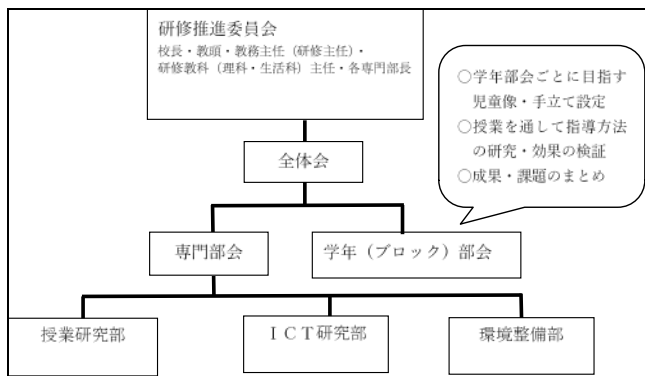 研修推進委員会
校長・教頭・教務主任（研修主任）・
研修教科（理科・生活科）主任・各専門部長
○学年部会ごとに目指す
児童像・手立て設定
○授業を通して指導方法
の研究・効果の検証
○成果・課題のまとめ
全体会
専門部会
学年（ブロック）部会
授業研究部
ＩＣＴ研究部
環境整備部